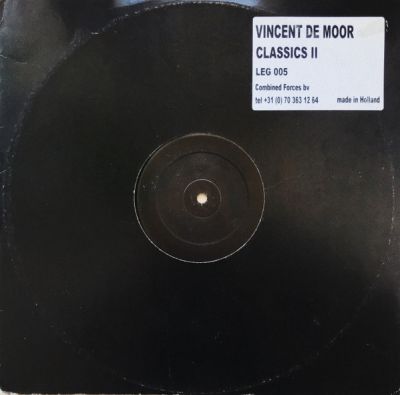 VINCENT DE MOOR
CLASSICS II
LEG 005
Combined Forces bv
tel +31 (0) 70 363 12 64 made in Holland